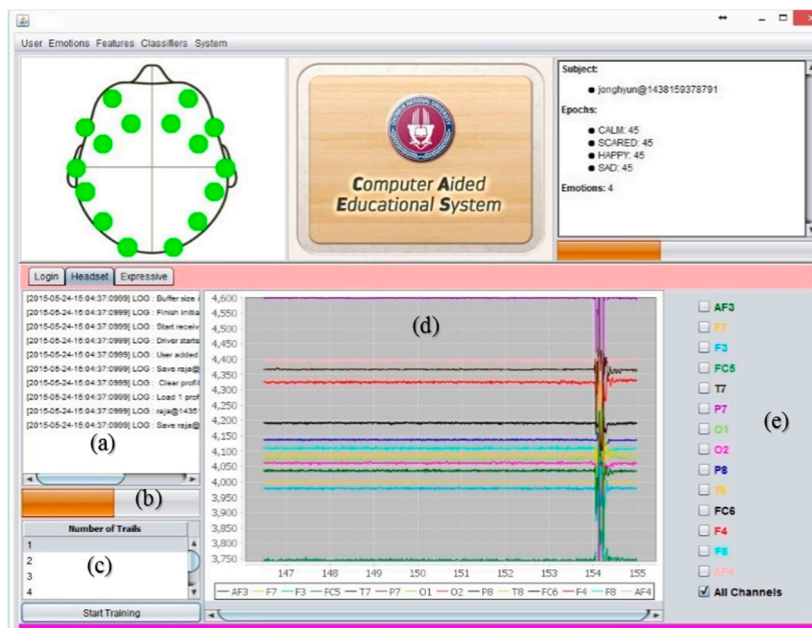 User Emotions Features Classifiers System
Computer Aided
Educational System
Subject:
jonghyun@1438159378791
Epochs:
CALM: 45
SCARED: 45
HAPPY: 45
SAD: 45
Emotions: 4
Login Headset Expressive
[2015-05-24-15:04:37:0999] LOG : Buffer size i
[2015-05-24-15:04:37:0999] LOG : Finish initia
[2015-05-24-15:04:37:0999] LOG : Start receiv
[2015-05-24-15:04:37:0999] LOG : Driver starte
[2015-05-24-15:04:37:0999] LOG : User added
[2015-05-24-15:04:37:0999] LOG : Save raja@
[2015-05-24-15:04:37:0999] LOG : Clear profil
[2015-05-24-15:04:37:0999] LOG : Load 1 prof
[2015-05-24-15:04:37:0999] LOG : raja@1435
[2015-05-24-15:04:37:0999] LOG : Save raja@
(a)
(b)
Number of Trails
1
2
3
4
(c)
Start Training
4,600
4,550
4,500
4,450
4,400
4,350
4,300
4,250
4,200
4,150
4,100
4,050
4,000
3,950
3,900
3,850
3,800
3,750
(d)
147 148 149 150 151 152 153 154 155
AF3 F7 F3 FC5 T7 P7 O1 O2 P8 T8 FC6 F4 F8 AF4
AF3
F7
F3
FC5
T7
P7
O1
O2
P8
T8
FC6
F4
F8
AF4
All Channels
(e)